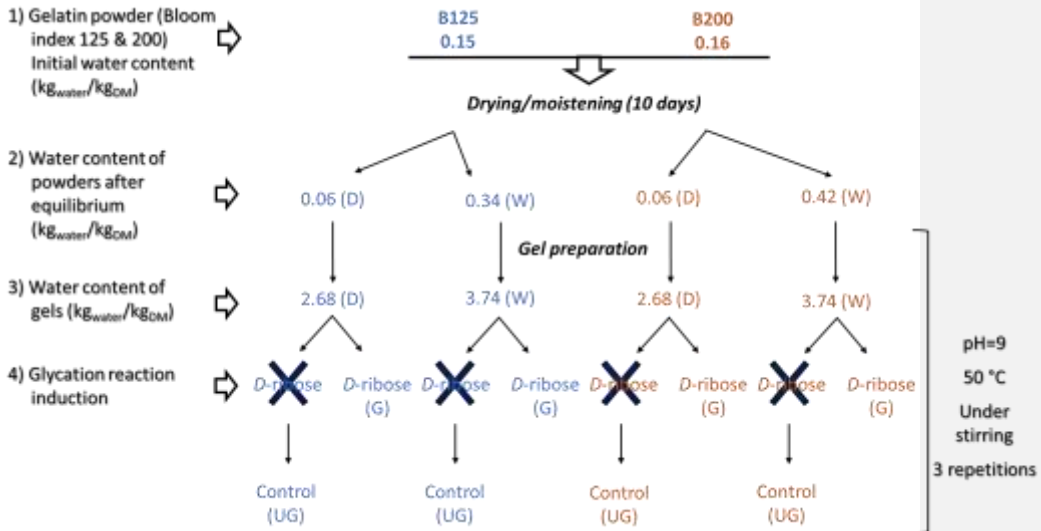 1) Gelatin powder (Bloom
index 125 & 200)
Initial water content
(kgwater/kgDM)
B125
0.15
B200
0.16
Drying/moistening (10 days)
2) Water content of
powders after
equilibrium
(kgwater/kgDM)
0.06 (D)
0.34 (W)
0.06 (D)
0.42 (W)
Gel preparation
3) Water content of
gels (kgwater/kgDM)
2.68 (D)
3.74 (W)
2.68 (D)
3.74 (W)
4) Glycation reaction
induction
D-ribose
D-ribose
(G)
D-ribose
D-ribose
(G)
D-ribose
D-ribose
(G)
D-ribose
D-ribose
(G)
Control
(UG)
Control
(UG)
Control
(UG)
Control
(UG)
pH=9
50 °C
Under
stirring
3 repetitions